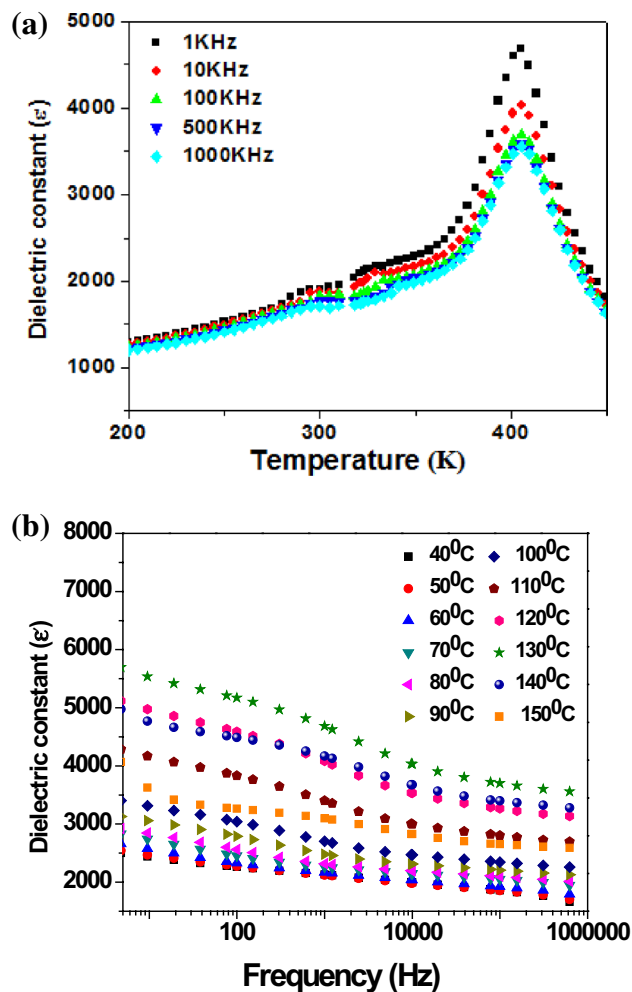 (a)
5000
4000
3000
2000
1000
Dielectric constant (ε')
1KHz
10KHz
100KHz
500KHz
1000KHz
200
300
400
Temperature (K)
(b)
8000
7000
6000
5000
4000
3000
2000
Dielectric constant (ε')
40⁰C
100⁰C
50⁰C
110⁰C
60⁰C
120⁰C
70⁰C
130⁰C
80⁰C
140⁰C
90⁰C
150⁰C
100
10000
1000000
Frequency (Hz)